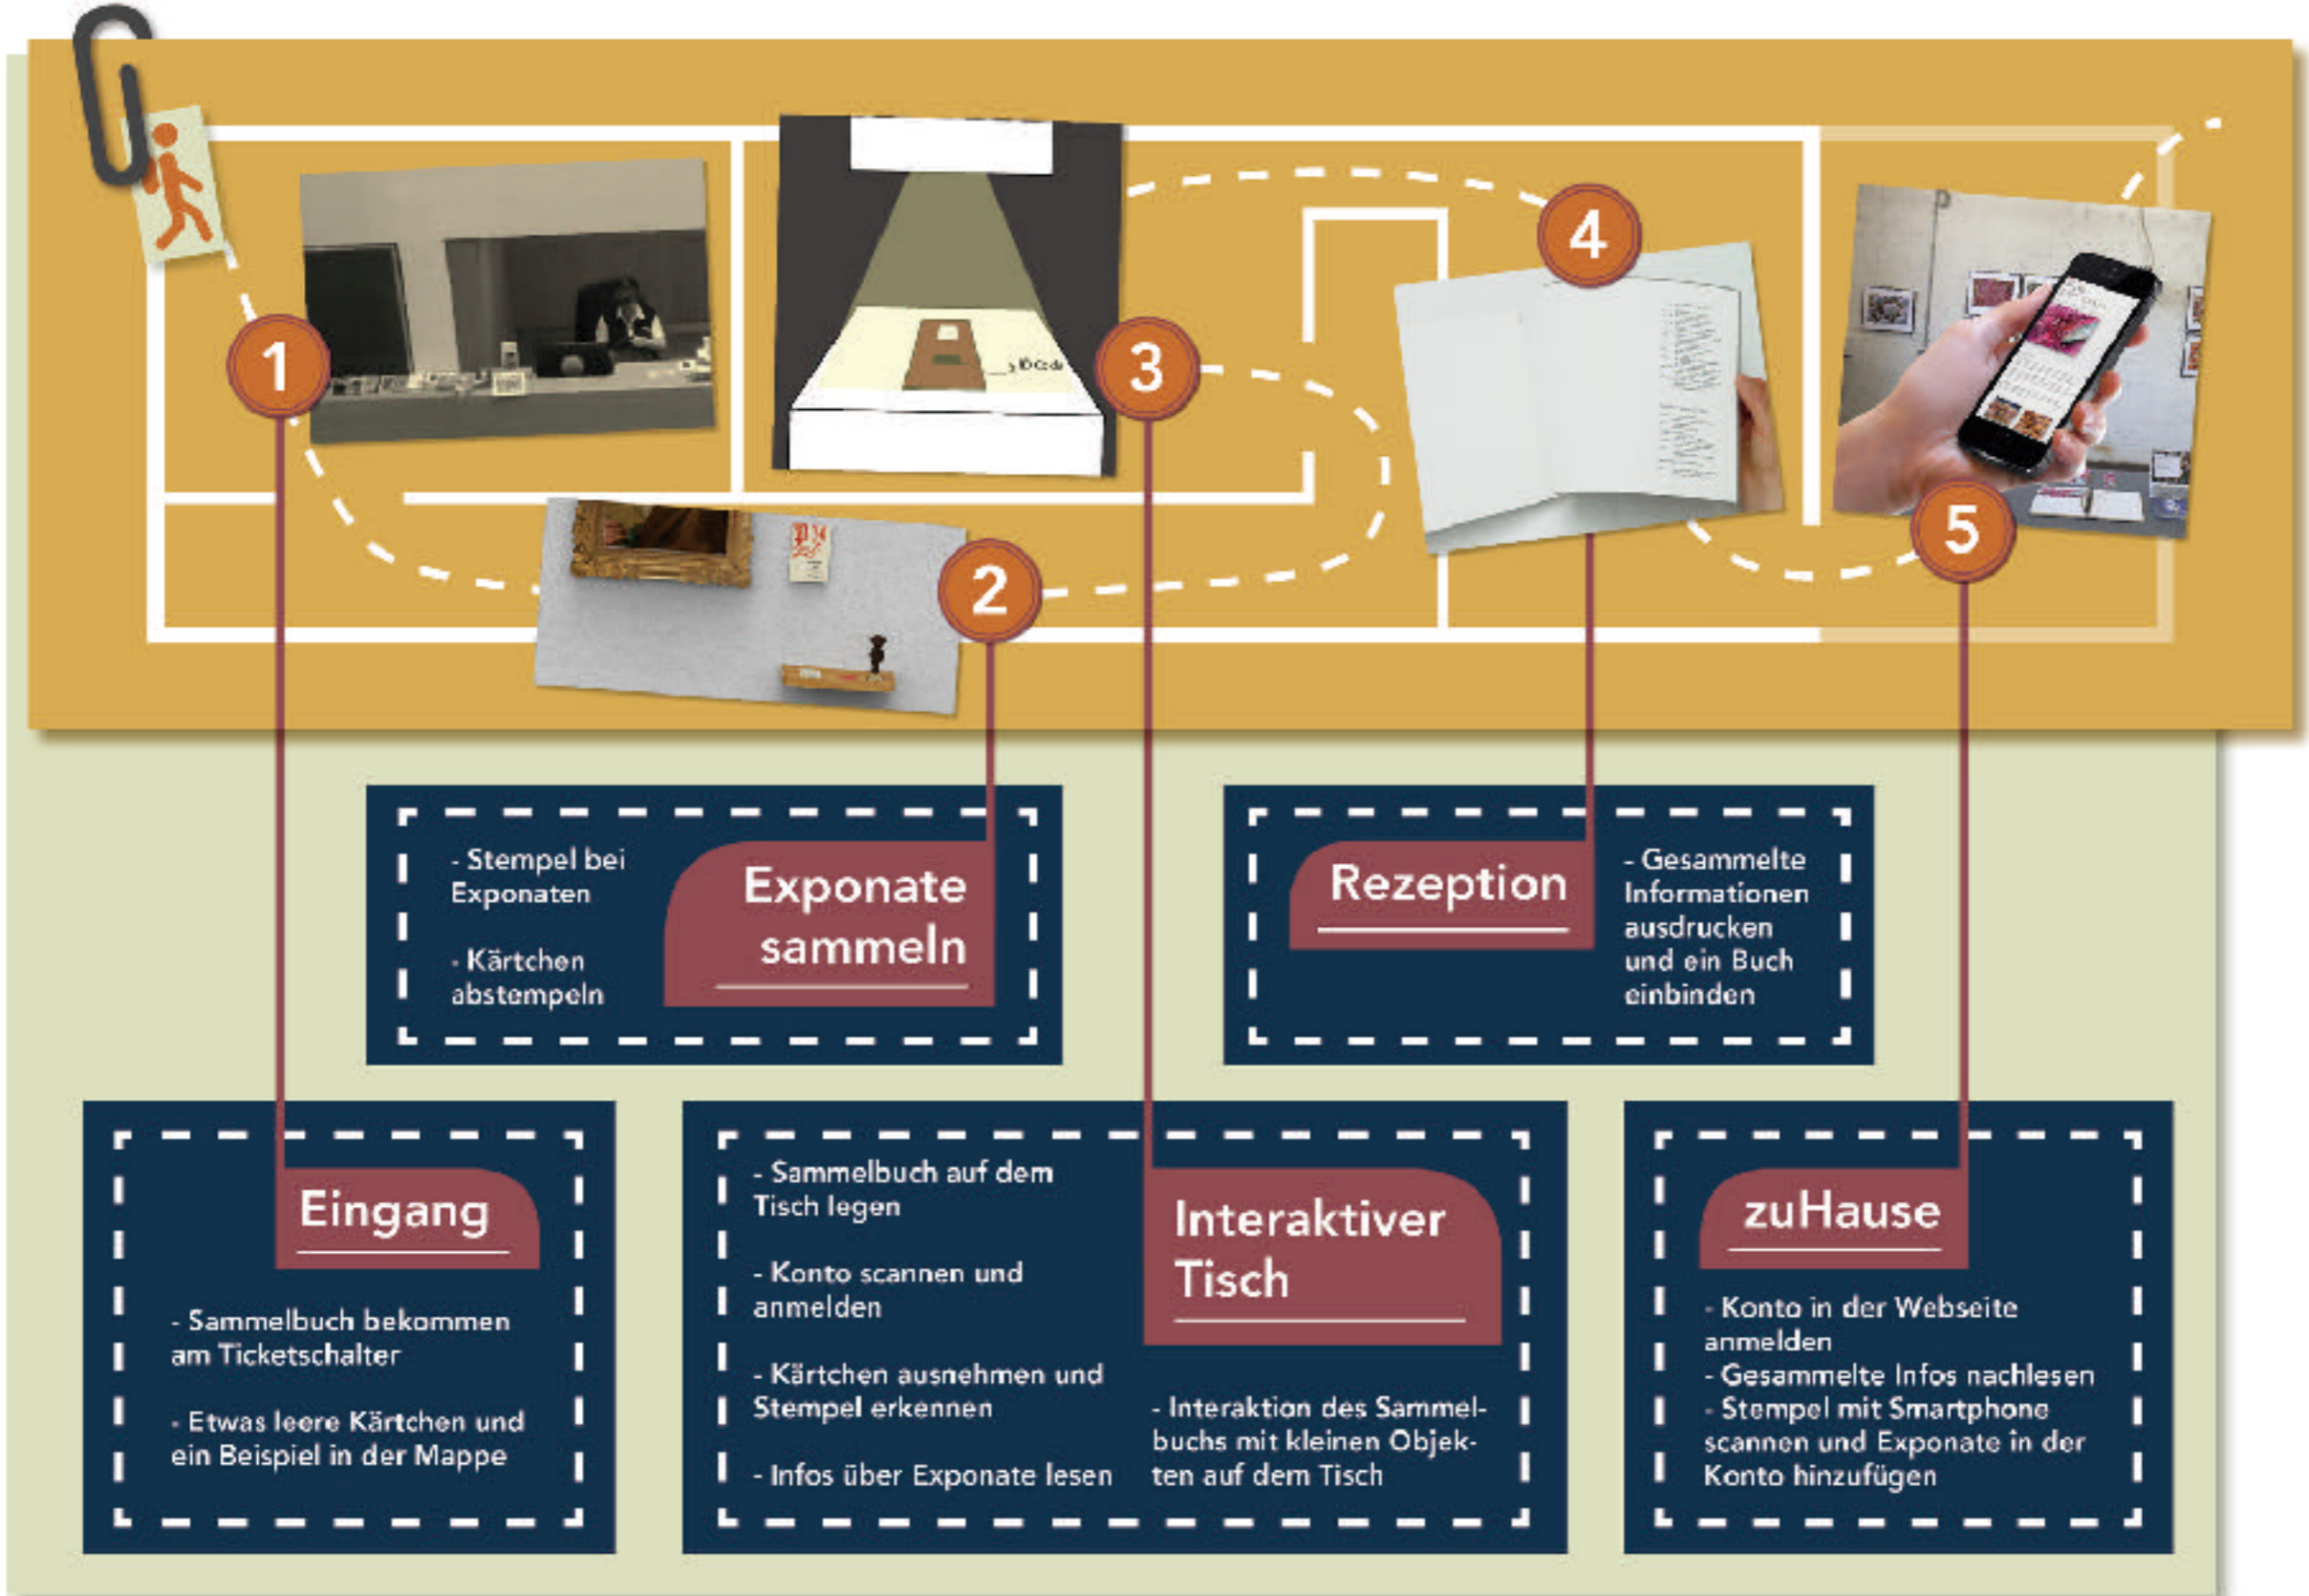 1
2
3
4
5
- Stempel bei
Exponaten
- Kärtchen
abstempeln
Exponate
sammeln
Rezeption
- Gesammelte
Informationen
ausdrucken
und ein Buch
einbinden
Eingang
- Sammelbuch bekommen
am Ticketschalter
- Etwas leere Kärtchen und
ein Beispiel in der Mappe
- Sammelbuch auf dem
Tisch legen
- Konto scannen und
anmelden
- Kärtchen ausnehmen und
Stempel erkennen
- Infos über Exponate lesen
Interaktiver
Tisch
- Interaktion des Sammel-
buchs mit kleinen Objek-
ten auf dem Tisch
zuHause
- Konto in der Webseite
anmelden
- Gesammelte Infos nachlesen
- Stempel mit Smartphone
scannen und Exponate in der
Konto hinzufügen